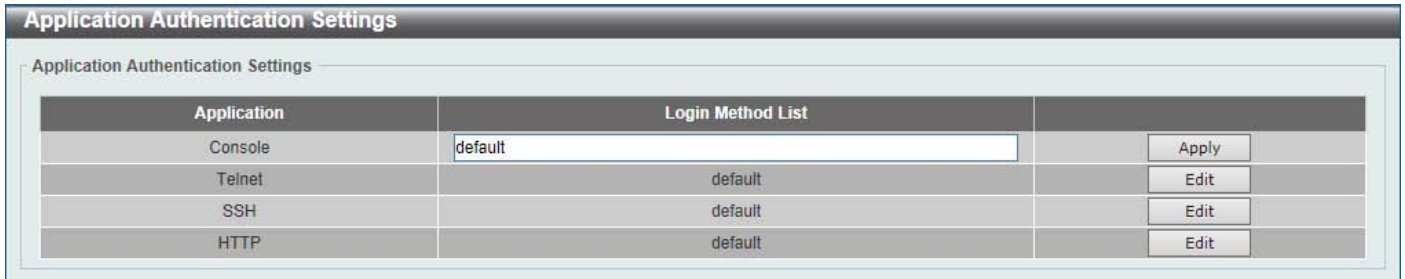 Application Authentication Settings
Application Authentication Settings
Application Login Method List
Console default Apply
Telnet default Edit
SSH default Edit
HTTP default Edit